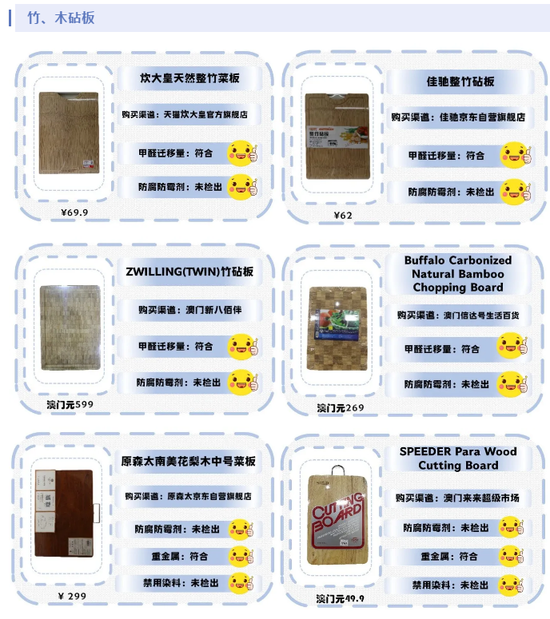 竹、木砧板
炊大皇天然整竹菜板
购买渠道：天猫炊大皇官方旗舰店
甲醛迁移量：符合
防腐防霉剂：未检出
¥69.9
佳驰整竹砧板
购买渠道：佳驰京东自营旗舰店
甲醛迁移量：符合
防腐防霉剂：未检出
¥62
ZWILLING(TWIN)竹砧板
购买渠道：澳门新八佰伴
甲醛迁移量：符合
防腐防霉剂：未检出
澳门元599
Buffalo Carbonized
Natural Bamboo
Chopping Board
购买渠道：澳门信达号生活百货
甲醛迁移量：符合
防腐防霉剂：未检出
澳门元269
原森太南美花梨木中号菜板
购买渠道：原森太京东自营旗舰店
防腐防霉剂：未检出
重金属：符合
禁用染料：未检出
¥ 299
SPEEDER Para Wood
Cutting Board
购买渠道：澳门来来超级市场
防腐防霉剂：未检出
重金属：符合
禁用染料：未检出
CUTTING
BOARD
澳门元49.9